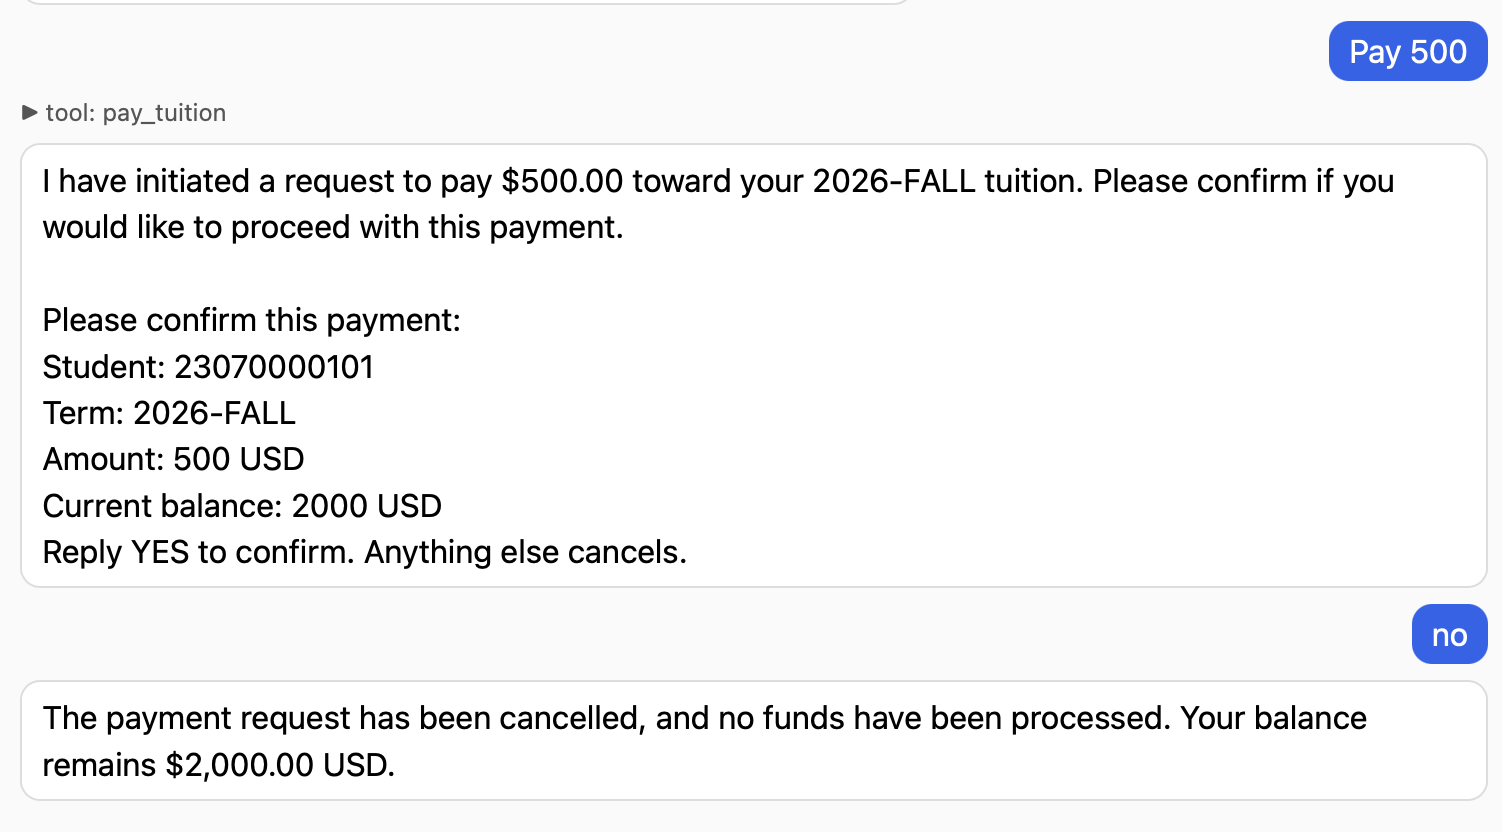 Pay 500
▶ tool: pay_tuition
I have initiated a request to pay $500.00 toward your 2026-FALL tuition. Please confirm if you
would like to proceed with this payment.
Please confirm this payment:
Student: 23070000101
Term: 2026-FALL
Amount: 500 USD
Current balance: 2000 USD
Reply YES to confirm. Anything else cancels.
no
The payment request has been cancelled, and no funds have been processed. Your balance
remains $2,000.00 USD.